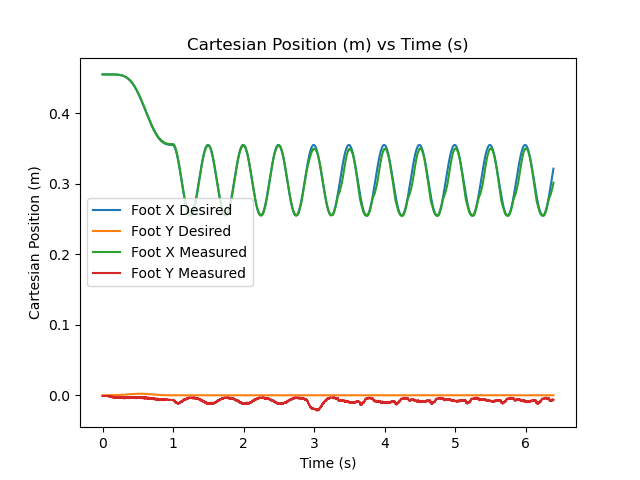 Cartesian Position (m) vs Time (s)
Cartesian Position (m)
0.4
0.3
0.2
0.1
0.0
Foot X Desired
Foot Y Desired
Foot X Measured
Foot Y Measured
0 1 2 3 4 5 6
Time (s)